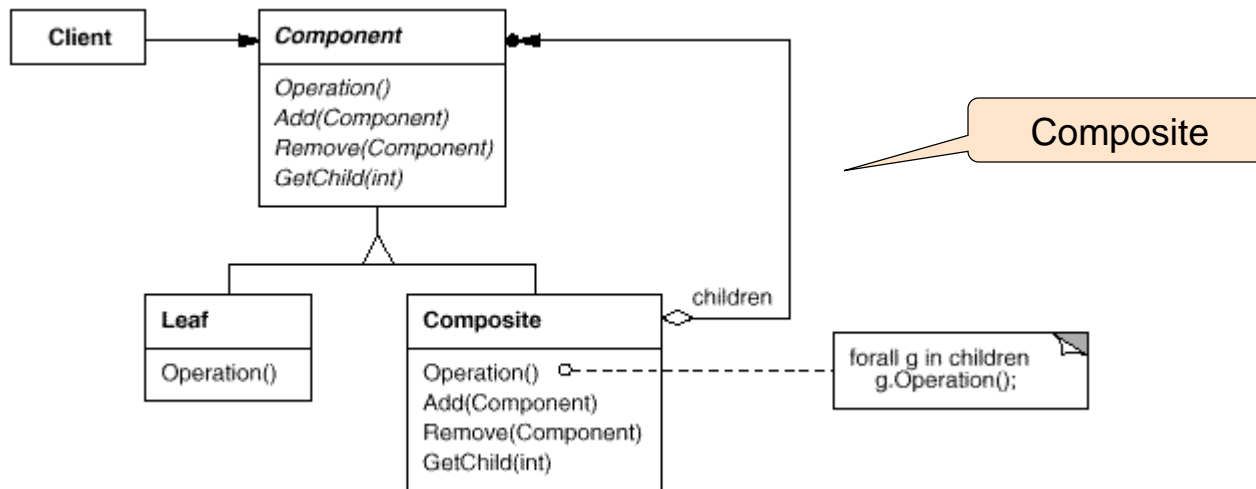 Client
Component
Operation()
Add(Component)
Remove(Component)
GetChild(int)
Composite
children
Leaf
Operation()
Composite
Operation()
Add(Component)
Remove(Component)
GetChild(int)
forall g in children
g.Operation();